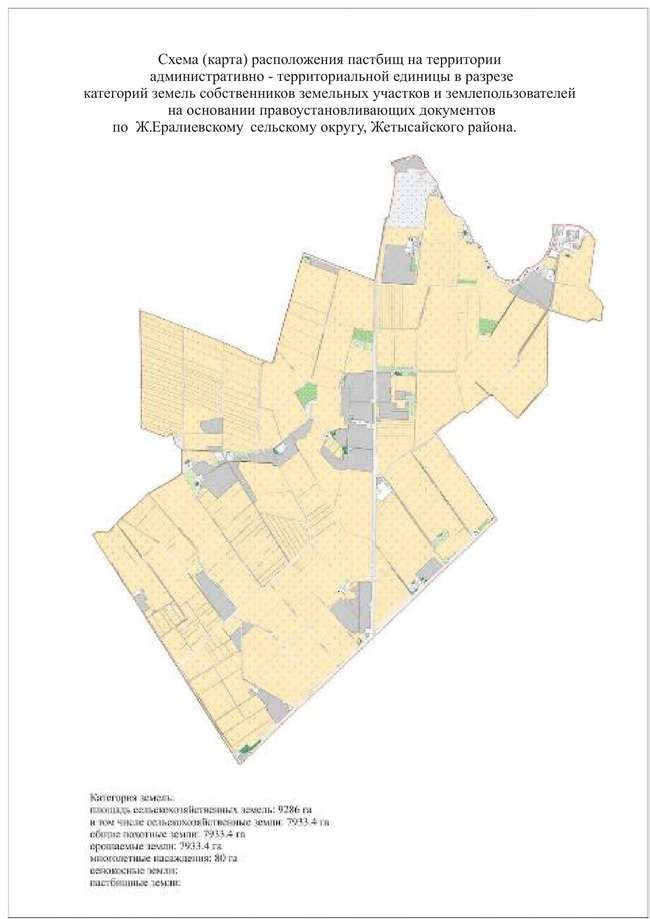 Схема (карта) расположения пастбищ на территории
административно - территориальной единицы в разрезе
категорий земель собственников земельных участков и землепользователей
на основании правоустановливающих документов
по Ж.Ералиевскому сельскому округу, Жетысайского района.
Категория земель:
площадь сельскохозяйственных земель: 9286 га
в том числе сельскохозяйственные земли: 7933.4 га
общие похотные земли: 7933.4 га
орошаемые земли: 7933.4 га
многолетные насаждения: 80 га
сенокосные земли:
пастбищные земли: